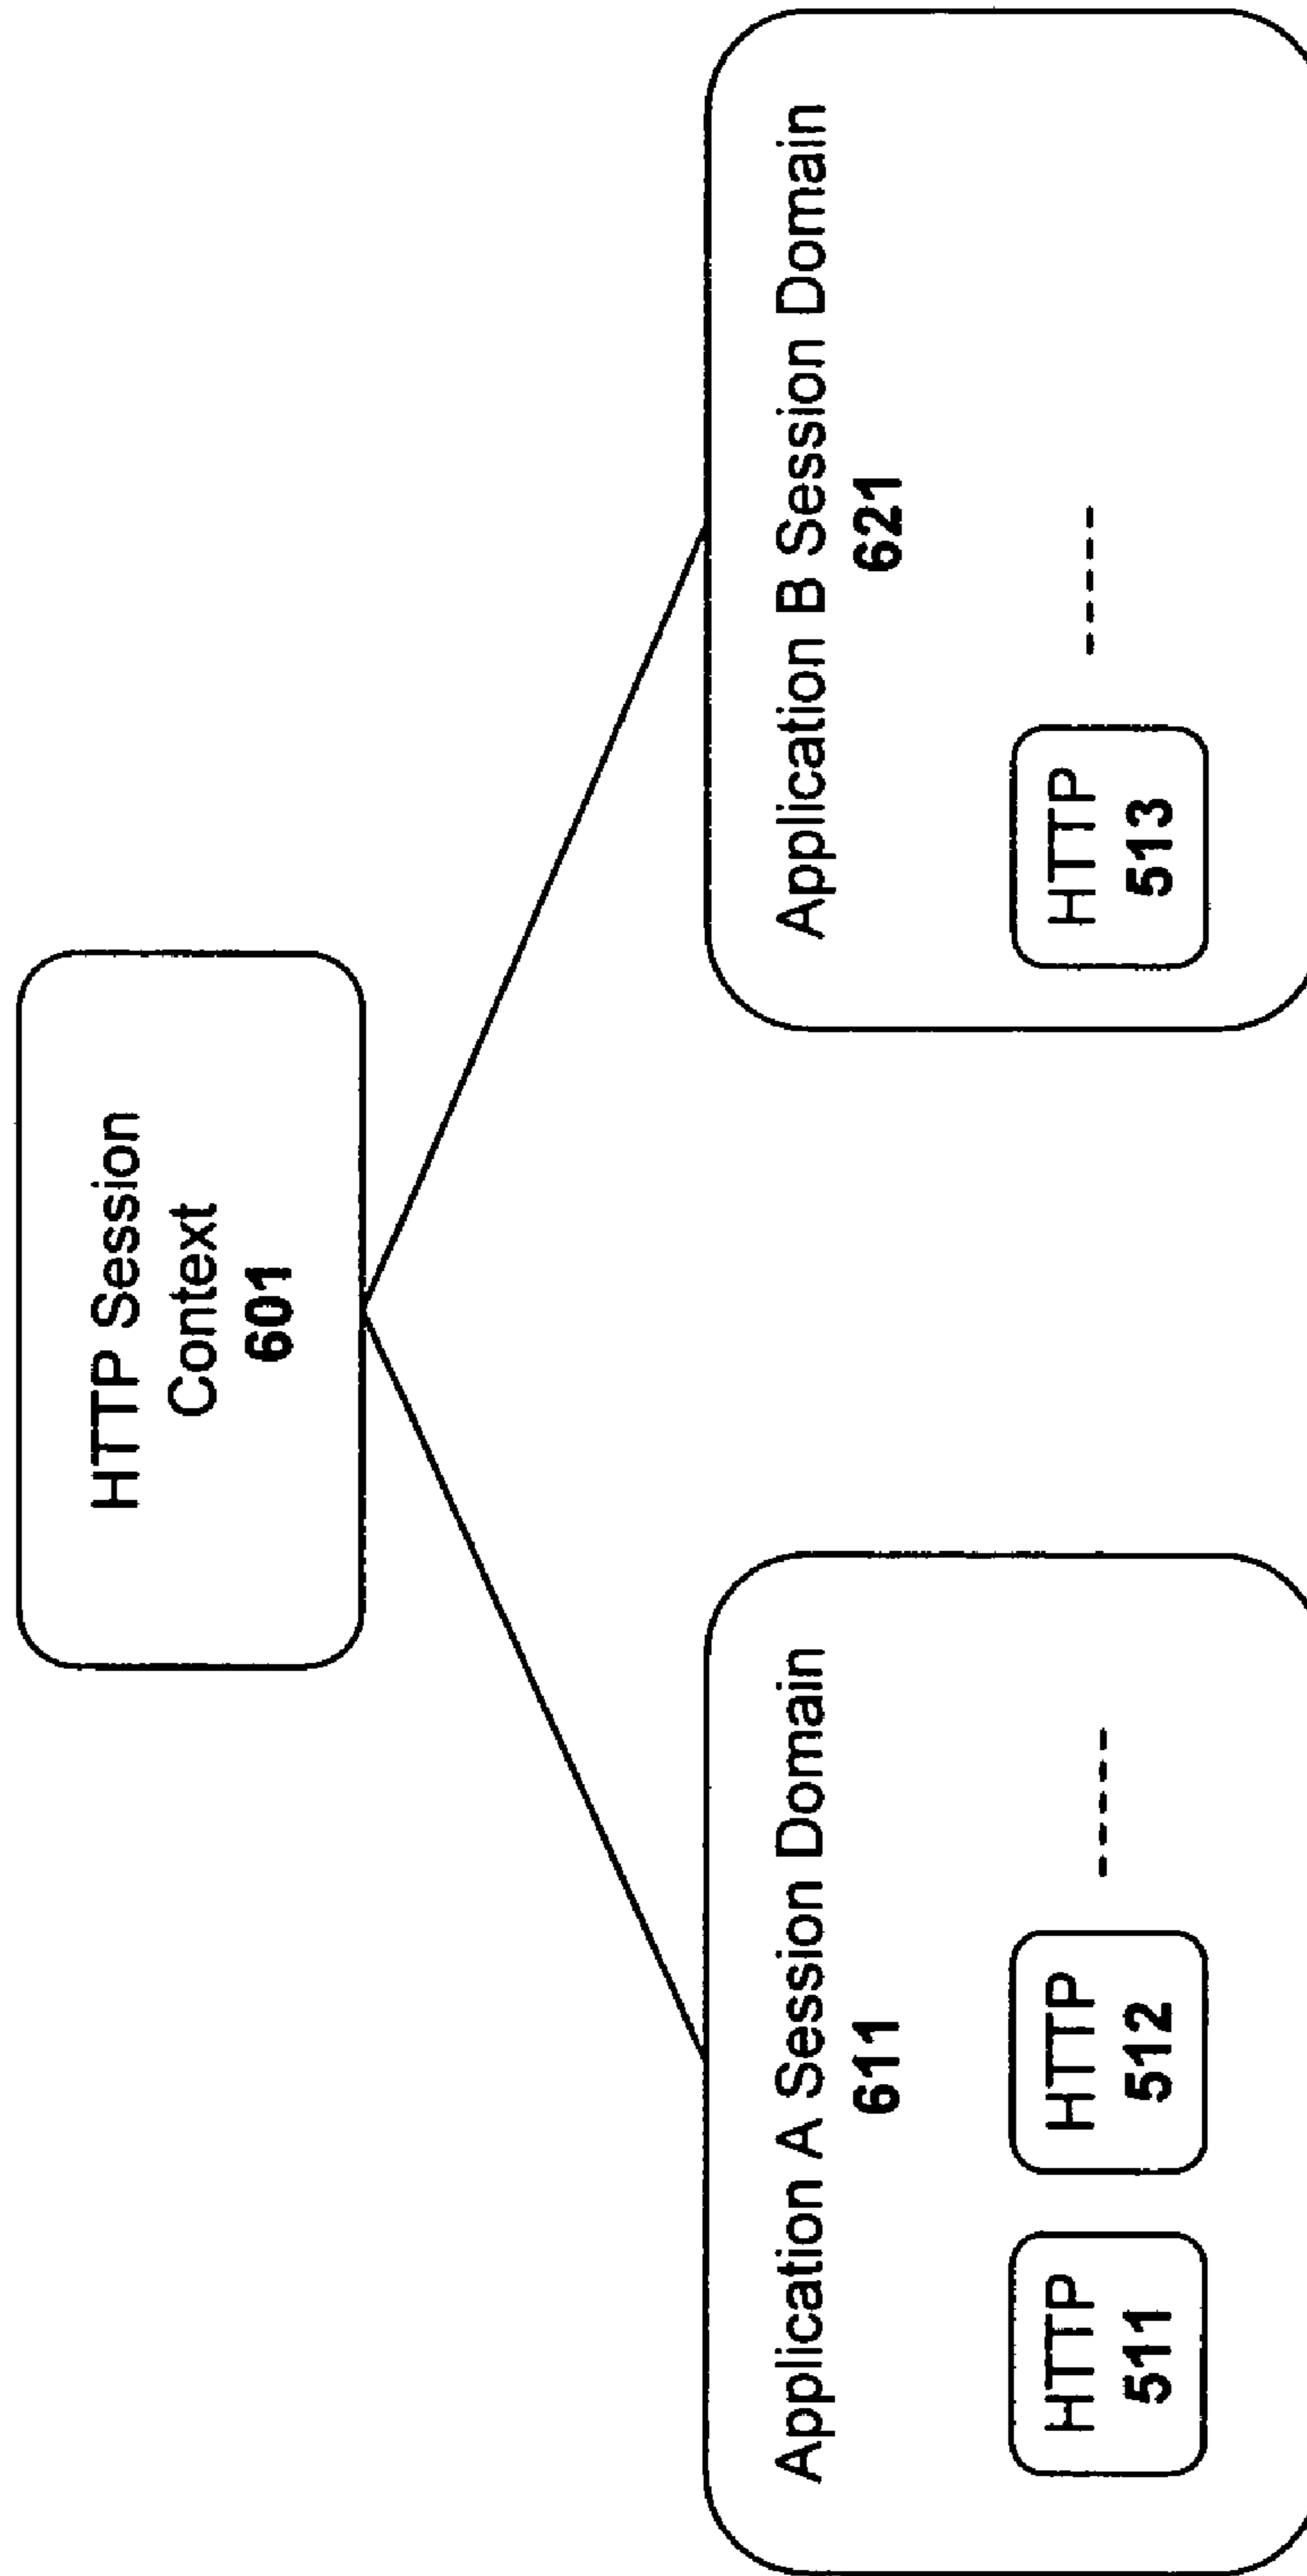 HTTP Session
Context
601
Application A Session Domain
611
HTTP
511
HTTP
512
Application B Session Domain
621
HTTP
513